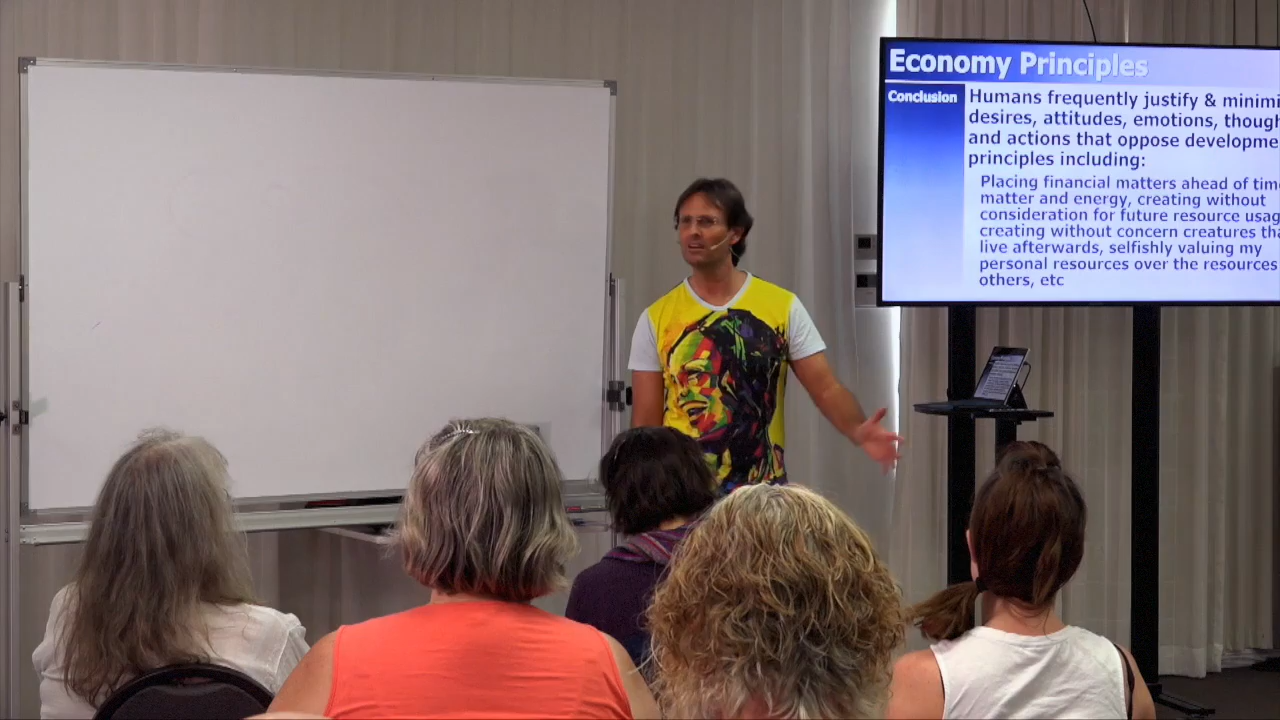 Economy Principles
Conclusion
Humans frequently justify & minimi
desires, attitudes, emotions, though
and actions that oppose developme
principles including:
Placing financial matters ahead of tim
matter and energy, creating without
consideration for future resource usag
creating without concern creatures tha
live afterwards, selfishly valuing my
personal resources over the resources
others, etc